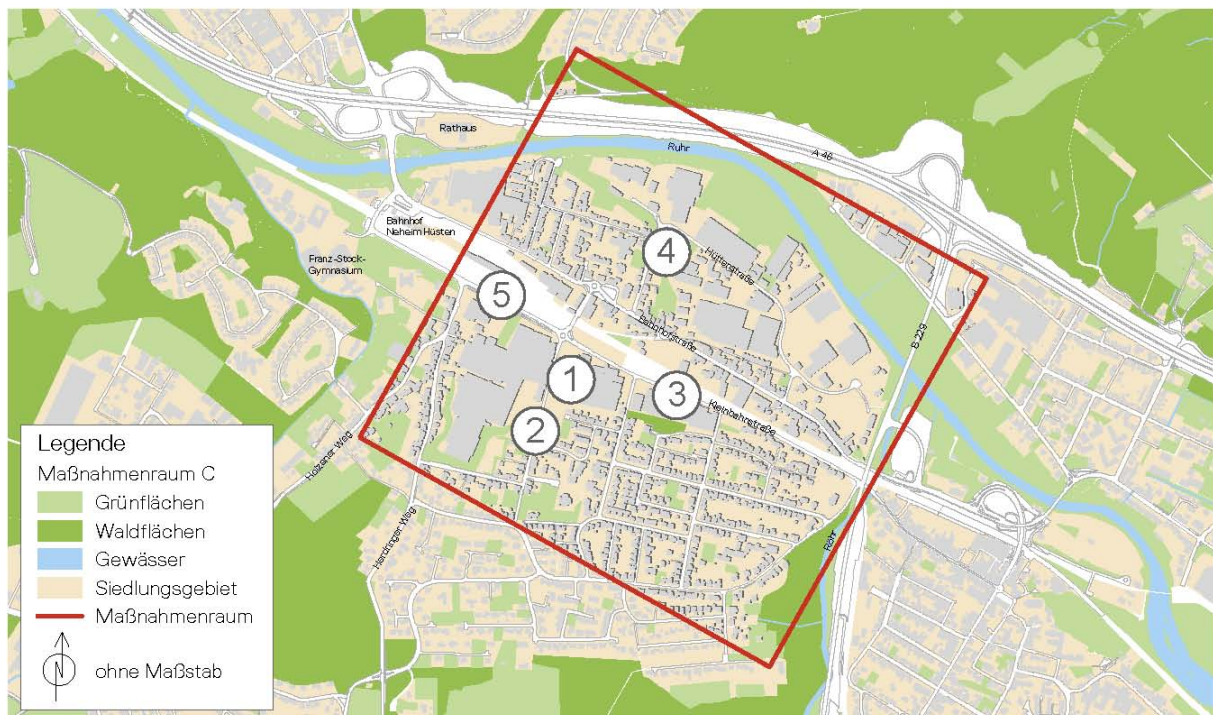 Rathaus
Ruhr
A 46
Bahnhof
Neheim Hüsten
Franz-Stock-
Gymnasium
4
Hüttenstraße
5
Bahnhofstraße
B 229
1
3
Kleinbahnstraße
2
Holzener Weg
Herdringer Weg
Röhr
Legende
Maßnahmenraum C
Grünflächen
Waldflächen
Gewässer
Siedlungsgebiet
Maßnahmenraum
N
ohne Maßstab